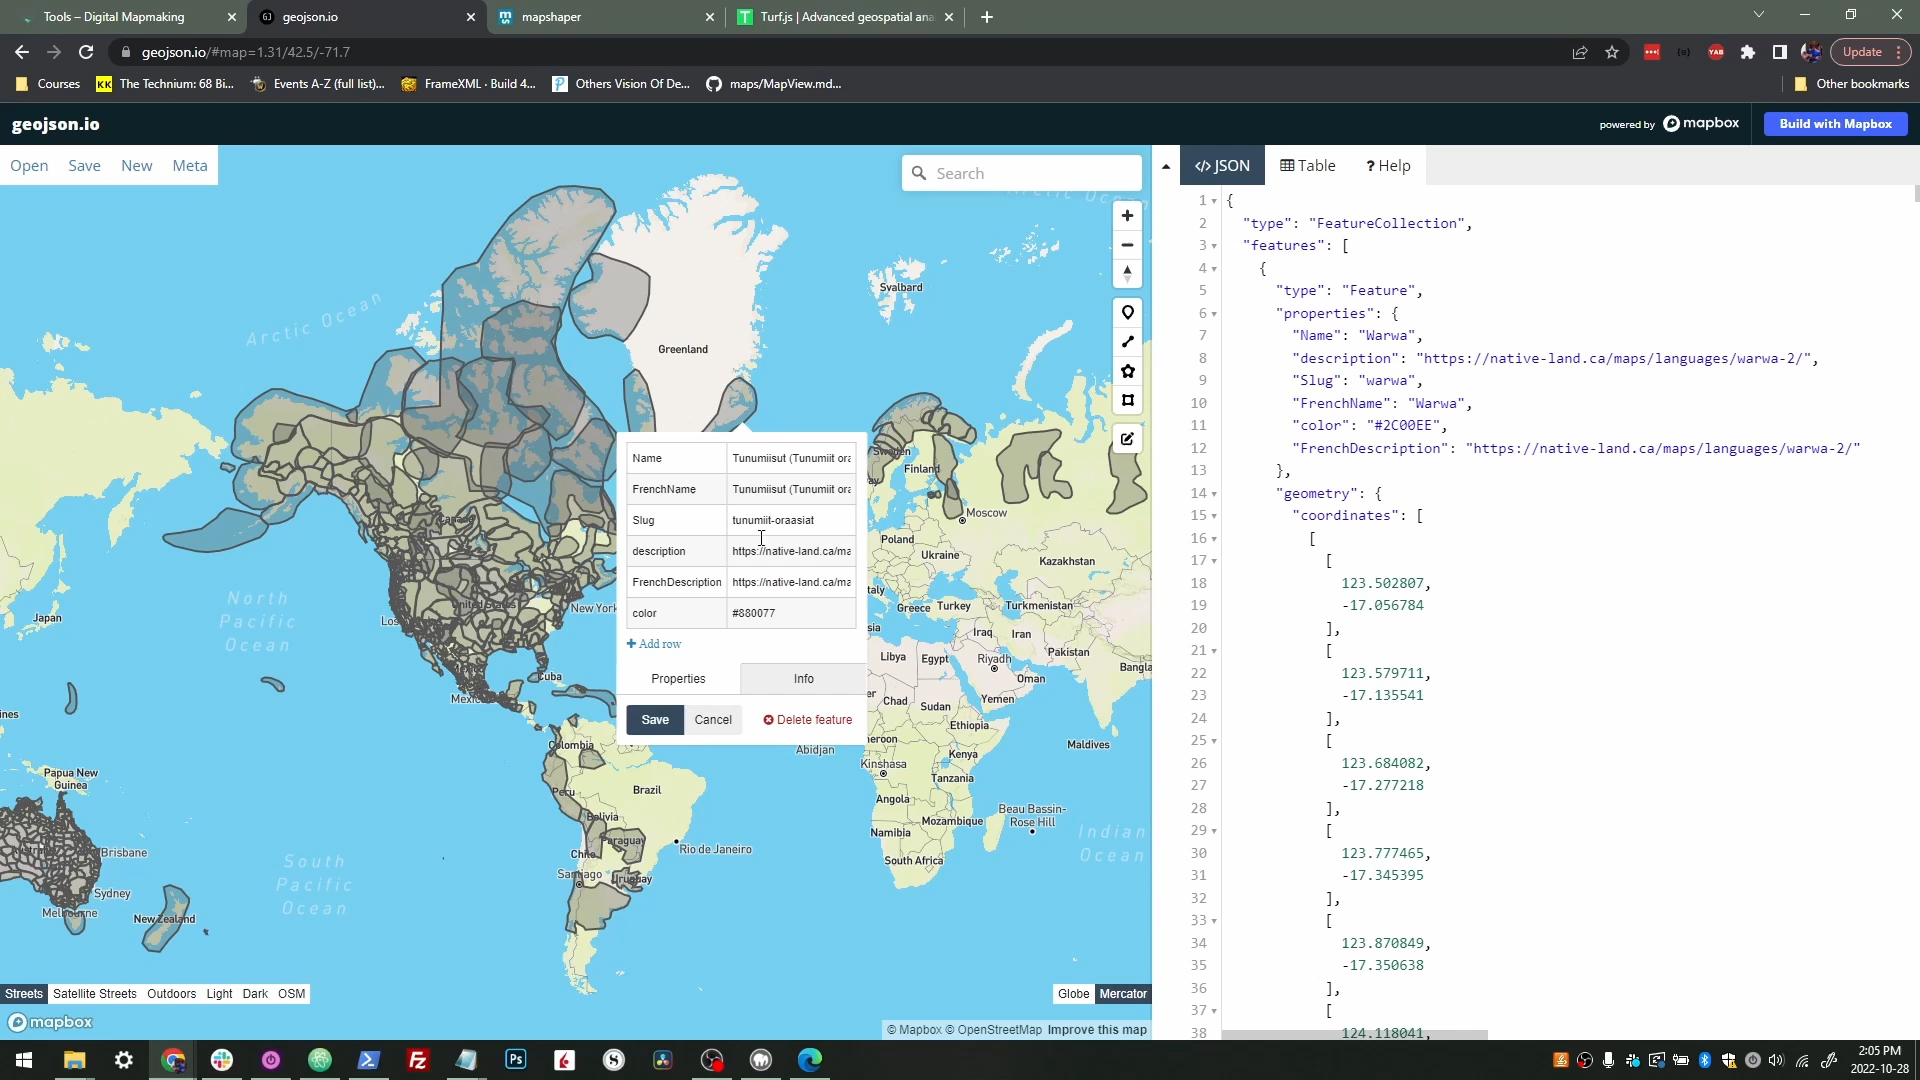 Tools – Digital Mapmaking
geojson.io
mapshaper
Turf.js | Advanced geospatial ana
geojson.io/#map=1.31/42.5/-71.7
Update
Courses
KK The Technium: 68 Bi...
Events A-Z (full list)...
FrameXML · Build 4...
Others Vision Of De...
maps/MapView.md...
Other bookmarks
geojson.io
powered by mapbox
Build with Mapbox
Open Save New Meta
Search
</> JSON
Table
? Help
1 {
2 "type": "FeatureCollection",
3 "features": [
4 {
5 "type": "Feature",
6 "properties": {
7 "Name": "Warwa",
8 "description": "https://native-land.ca/maps/languages/warwa-2/",
9 "Slug": "warwa",
10 "FrenchName": "Warwa",
11 "color": "#2C00EE",
12 "FrenchDescription": "https://native-land.ca/maps/languages/warwa-2/"
13 },
14 "geometry": {
15 "coordinates": [
16 [
17 [
18 123.502807,
19 -17.056784
20 ],
21 [
22 123.579711,
23 -17.135541
24 ],
25 [
26 123.684082,
27 -17.277218
28 ],
29 [
30 123.777465,
31 -17.345395
32 ],
33 [
34 123.870849,
35 -17.350638
36 ],
37 [
38 124.118041,
Arctic Ocean
Svalbard
Arctic Ocean
Greenland
Name Tunumiisut (Tunumiit ora
FrenchName Tunumiisut (Tunumiit ora
Slug tunumiit-oraasiat
description https://native-land.ca/ma
FrenchDescription https://native-land.ca/ma
color #880077
+ Add row
Properties Info
Save Cancel Delete feature
Sweden
Finland
Moscow
Poland
Ukraine
Kazakhstan
Greece
Turkey
Turkmenistan
Iraq
Iran
Libya
Egypt
Riyadh
Pakistan
Oman
Bangla
Chad
Sudan
Yemen
Ethiopia
Maldives
Kenya
Kinshasa
Tanzania
Abidjan
Angola
Mozambique
Beau Bassin-
Rose Hill
Namibia
South Africa
Indian
Ocean
Canada
United States
New York
Los
Mexico
Cuba
North
Pacific
Ocean
Japan
Colombia
Peru
Brazil
Bolivia
Paraguay
Chile
Rio de Janeiro
Santiago
Uruguay
Papua New
Guinea
Brisbane
Sydney
Melbourne
New Zealand
South
Pacific
Ocean
Streets Satellite Streets Outdoors Light Dark OSM
Globe Mercator
mapbox
© Mapbox © OpenStreetMap Improve this map
2:05 PM
2022-10-28